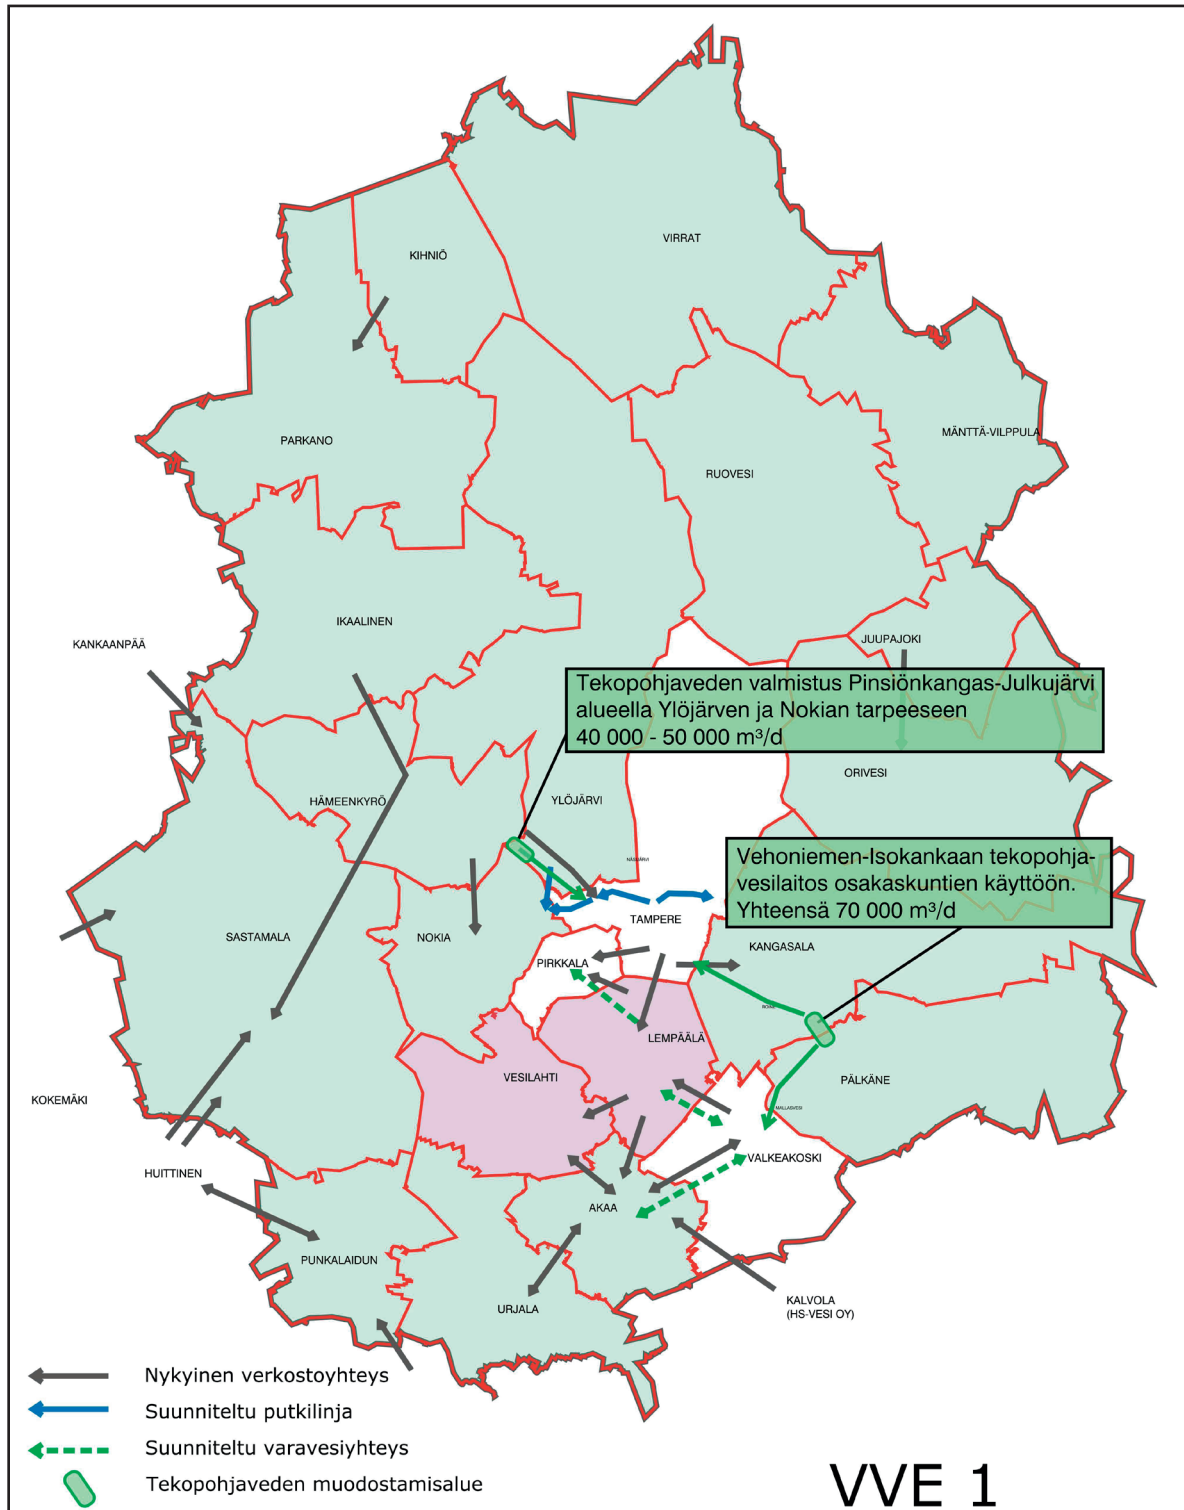 VIRRAT
KIHNIÖ
MÄNTTÄ-VILPPULA
PARKANO
RUOVESI
IKAALINEN
JUUPAJOKI
KANKAANPÄÄ
Tekopohjaveden valmistus Pinsiönkangas-Julkujärvi
alueella Ylöjärven ja Nokian tarpeeseen
40 000 - 50 000 m³/d
ORIVESI
YLÖJÄRVI
HÄMEENKYRÖ
NÄSIJÄRVI
Vehoniemen-Isokankaan tekopohja-
vesilaitos osakaskuntien käyttöön.
Yhteensä 70 000 m³/d
TAMPERE
SASTAMALA
NOKIA
KANGASALA
PIRKKALA
LEMPÄÄLÄ
VESILAHTI
PÄLKÄNE
KOKEMÄKI
MALLASVESI
VALKEAKOSKI
HUITTINEN
AKAA
PUNKALAIDUN
URJALA
KALVOLA
(HS-VESI OY)
Nykyinen verkostoyhteys
Suunniteltu putkilinja
Suunniteltu varavesiyhteys
Tekopohjaveden muodostamisalue
VVE 1